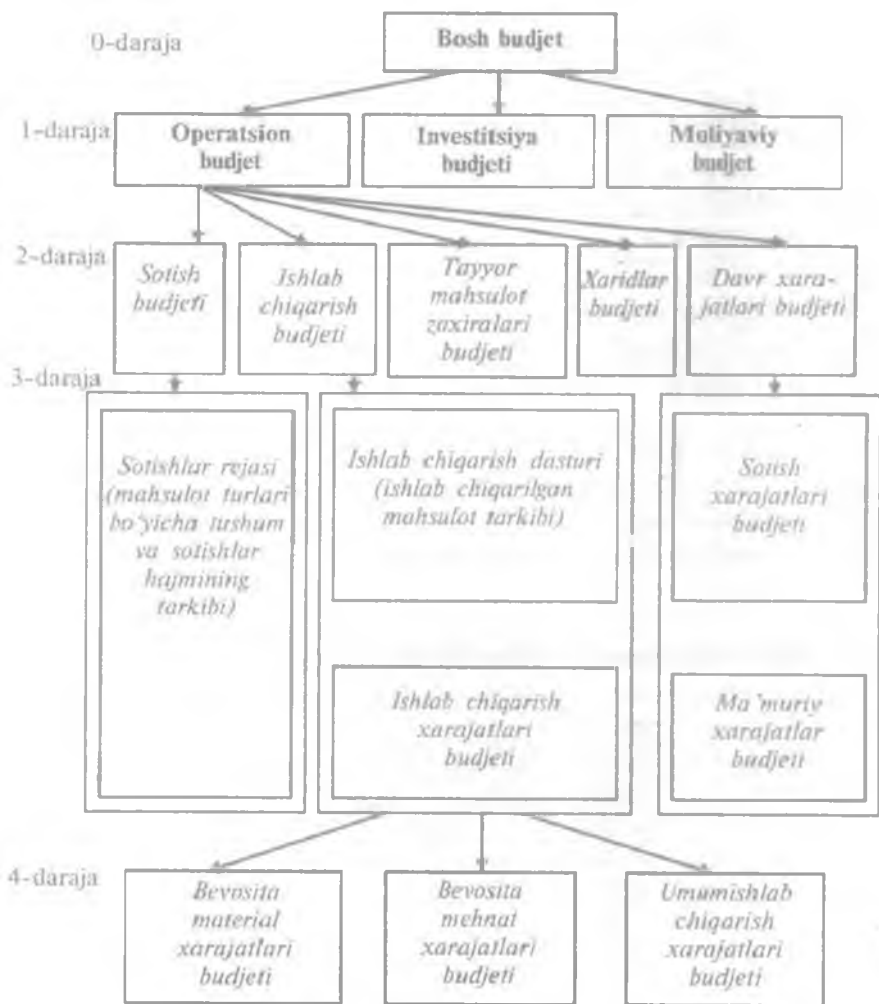 0-daraja
Bosh budjet
1-daraja
Operatsion
budjet
Investitsiya
budjeti
Moliyaviy
budjet
2-daraja
Sotish
budjeti
Ishlab
chiqarish
budjeti
Tayyor
mahsulot
zaxiralari
budjeti
Xaridlar
budjeti
Davr xara-
jatlari budjeti
3-daraja
Sotishlar rejasi
(mahsulot turlari
bo‘yicha tushum
va sotishlar
hajmining
tarkibi)
Ishlab chiqarish dasturi
(ishlab chiqarilgan
mahsulot tarkibi)
Sotish
xarajatlari
budjeti
Ishlab chiqarish
xarajatlari
budjeti
Ma’muriy
xarajatlar
budjeti
4-daraja
Bevosita
material
xarajatlari
budjeti
Bevosita
mehnat
xarajatlari
budjeti
Umumishlab
chiqarish
xarajatlari
budjeti